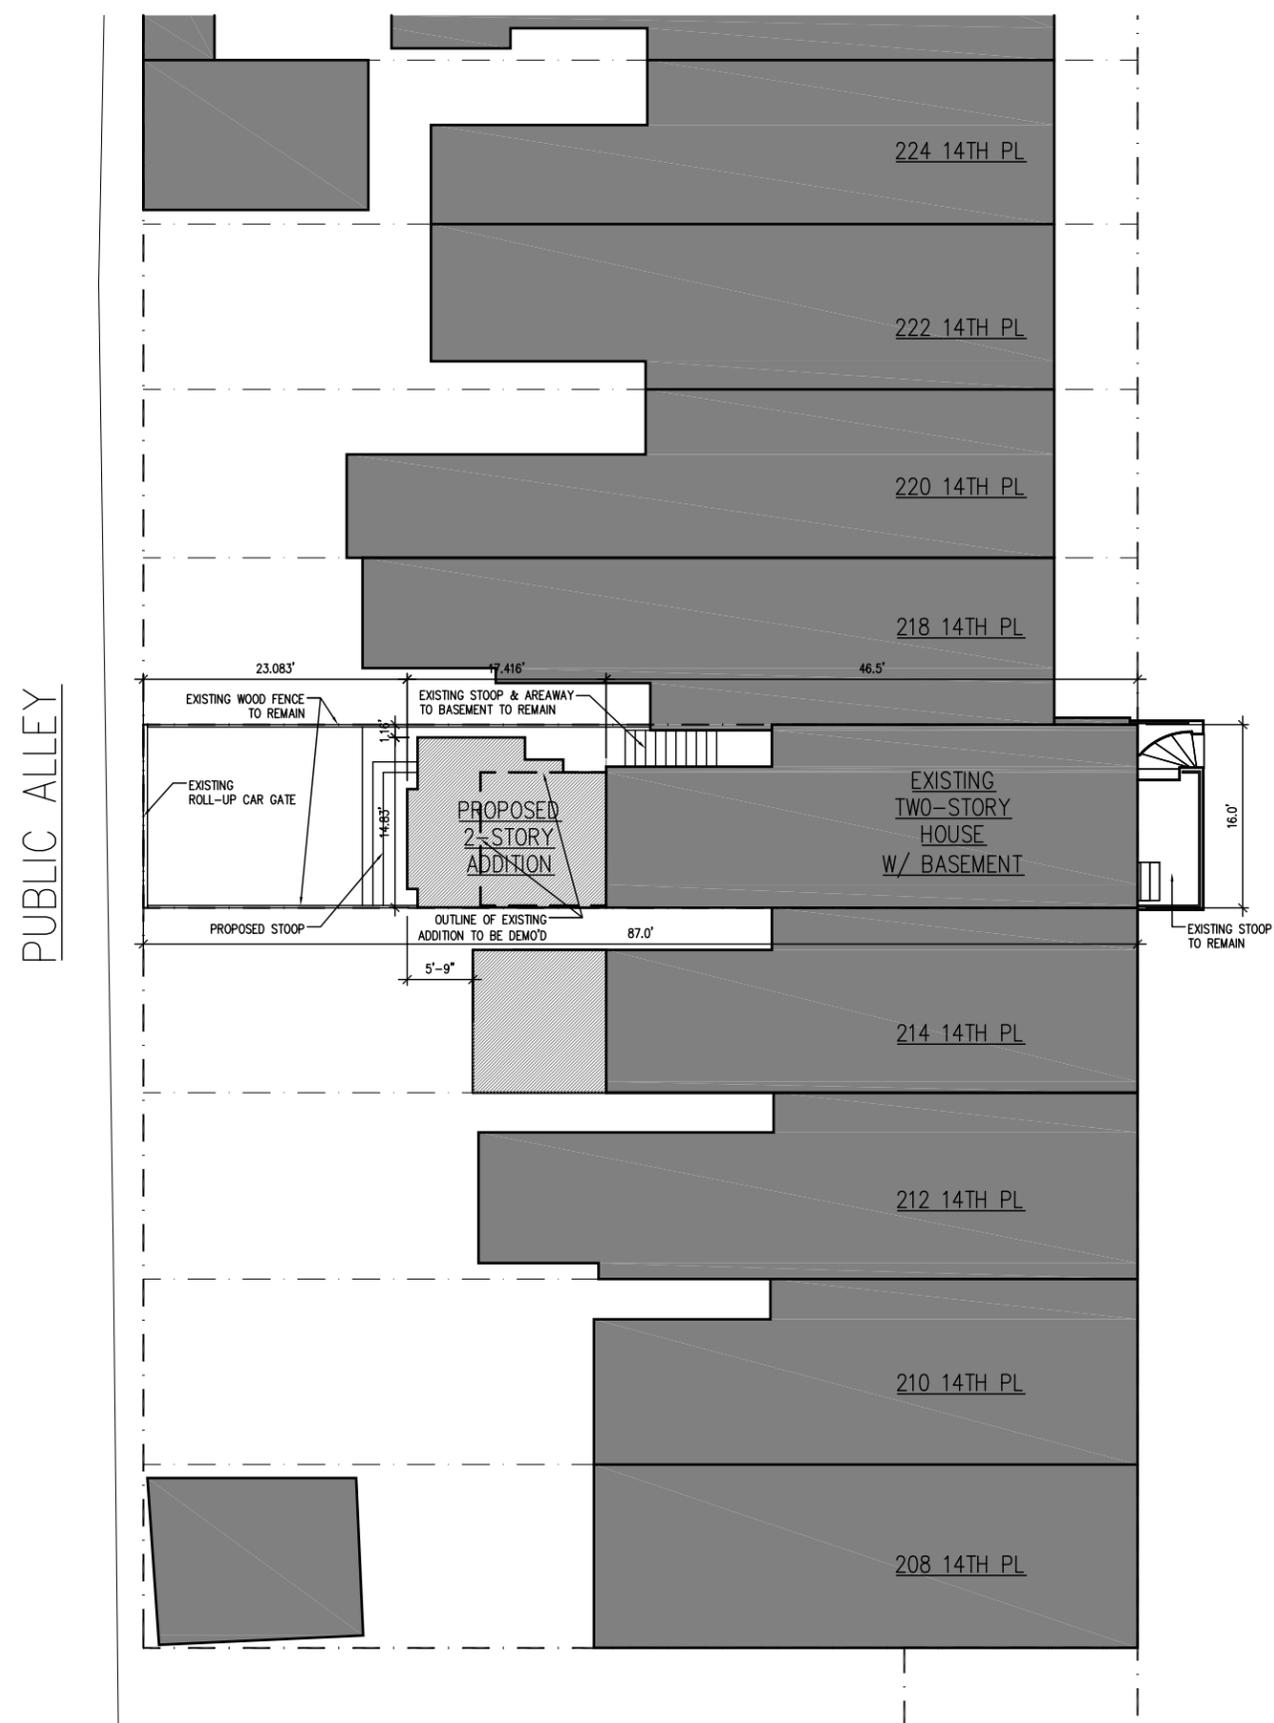 224 14TH PL
222 14TH PL
220 14TH PL
218 14TH PL
23.083'
17.416'
46.5'
EXISTING WOOD FENCE
TO REMAIN
EXISTING STOOP & AREAWAY
TO BASEMENT TO REMAIN
1.16'
PUBLIC ALLEY
EXISTING
ROLL-UP CAR GATE
14.83'
PROPOSED
2-STORY
ADDITION
EXISTING
TWO-STORY
HOUSE
W/ BASEMENT
16.0'
PROPOSED STOOP
OUTLINE OF EXISTING
ADDITION TO BE DEMO'D
87.0'
EXISTING STOOP
TO REMAIN
5'-9"
214 14TH PL
212 14TH PL
210 14TH PL
208 14TH PL